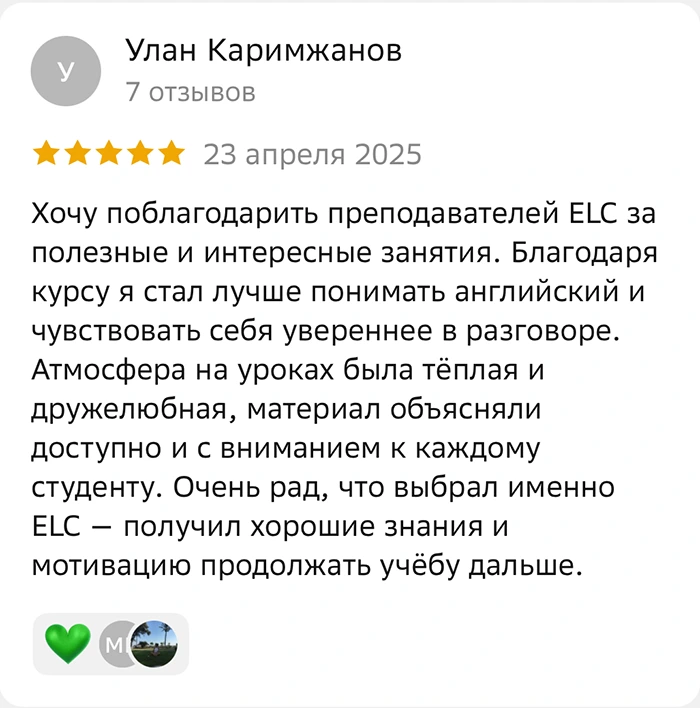 У
Улан Каримжанов
7 отзывов
23 апреля 2025
Хочу поблагодарить преподавателей ELC за
полезные и интересные занятия. Благодаря
курсу я стал лучше понимать английский и
чувствовать себя увереннее в разговоре.
Атмосфера на уроках была тёплая и
дружелюбная, материал объясняли
доступно и с вниманием к каждому
студенту. Очень рад, что выбрал именно
ELC — получил хорошие знания и
мотивацию продолжать учёбу дальше.